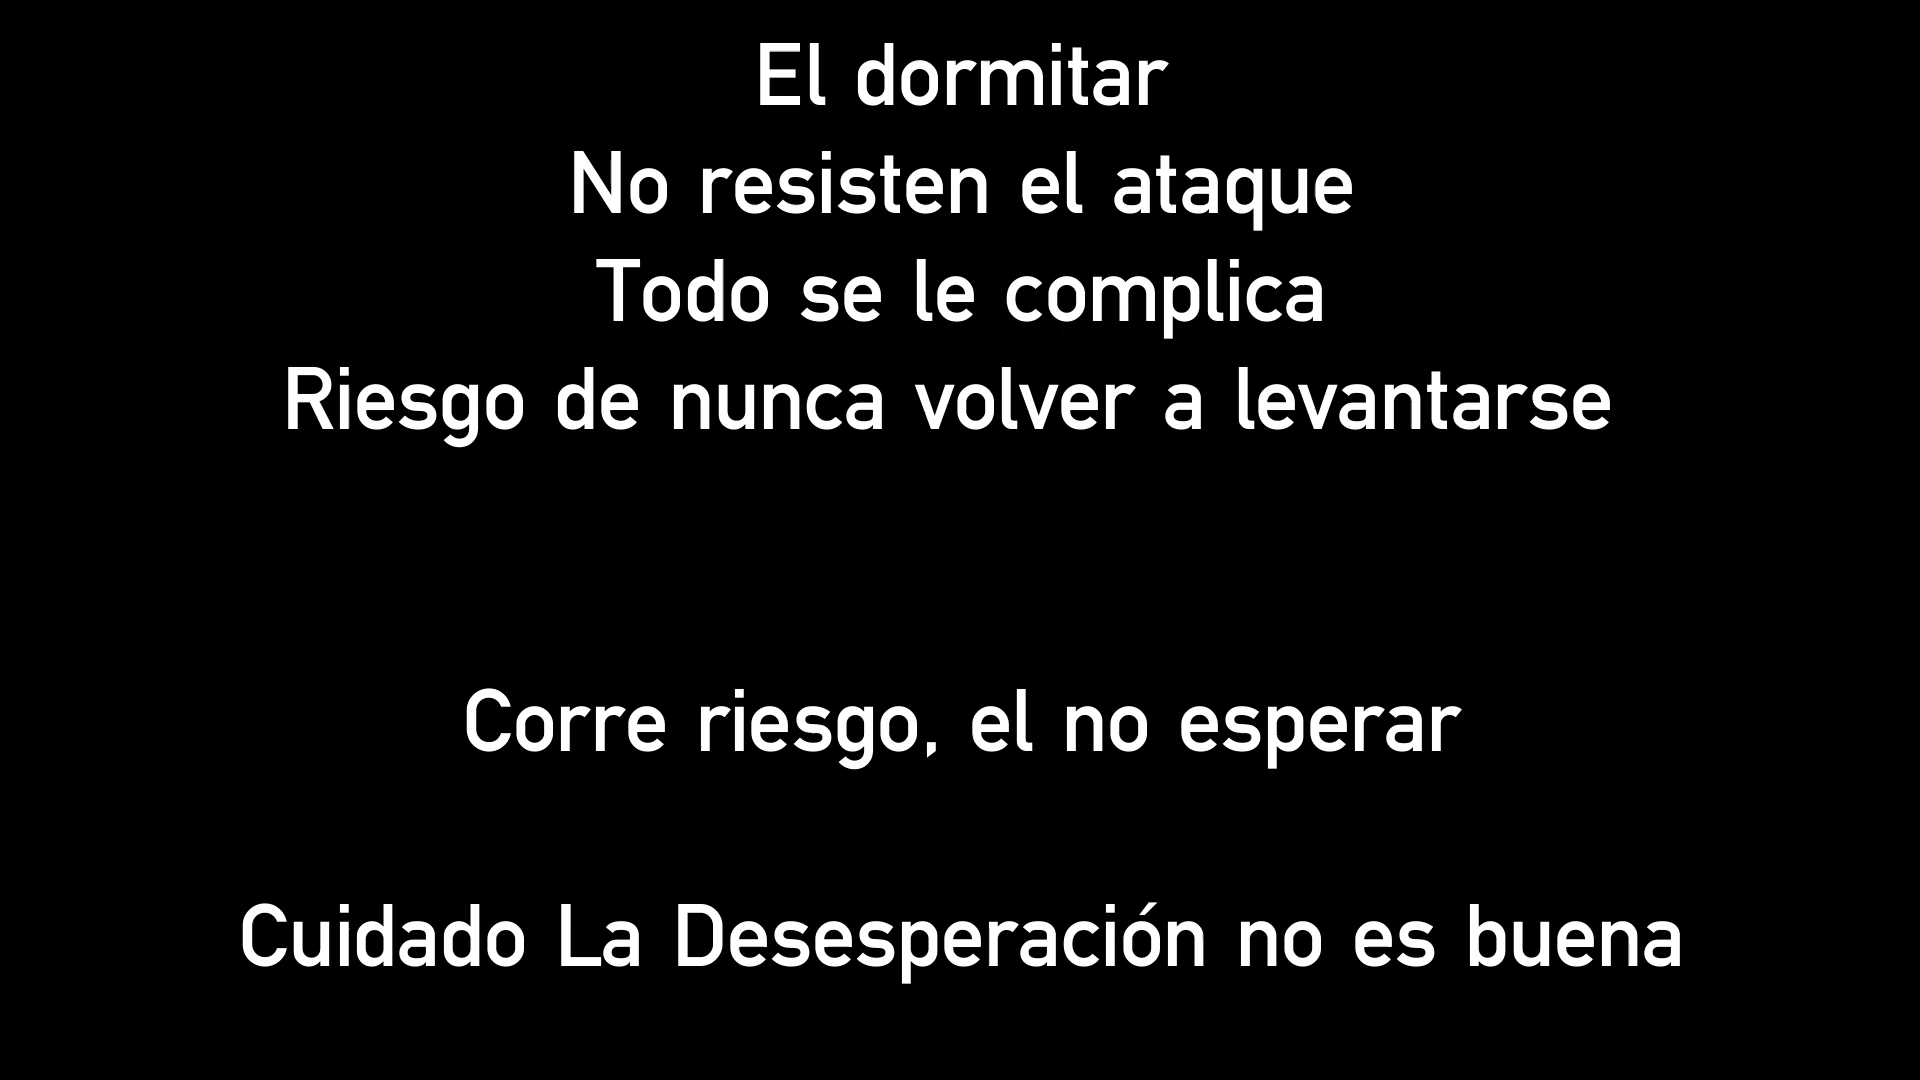 El dormitar
No resisten el ataque
Todo se le complica
Riesgo de nunca volver a levantarse
Corre riesgo, el no esperar
Cuidado La Desesperación no es buena